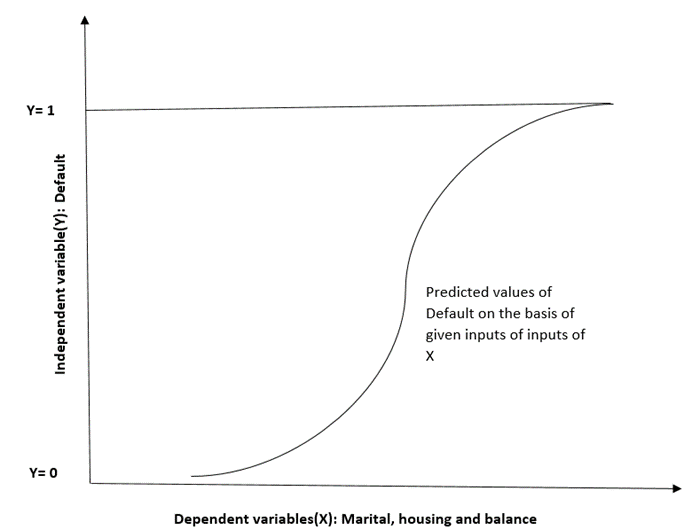 Y= 1
Independent variable(Y): Default
Predicted values of
Default on the basis of
given inputs of inputs of
X
Y= 0
Dependent variables(X): Marital, housing and balance